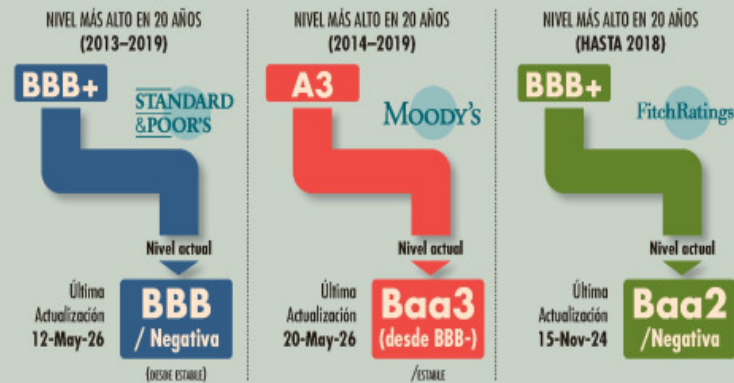 NIVEL MÁS ALTO EN 20 AÑOS
(2013–2019)
BBB+
STANDARD
&POOR'S
Nivel actual
Última
Actualización
12-May-26
BBB
/ Negativa
(DESDE ESTABLE)
NIVEL MÁS ALTO EN 20 AÑOS
(2014–2019)
A3
MOODY'S
Nivel actual
Última
Actualización
20-May-26
Baa3
(desde BBB-)
/ESTABLE
NIVEL MÁS ALTO EN 20 AÑOS
(HASTA 2018)
BBB+
FitchRatings
Nivel actual
Última
Actualización
15-Nov-24
Baa2
/Negativa